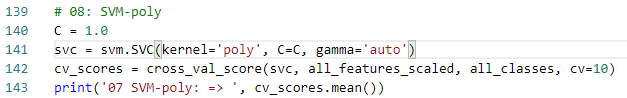 139 # 08: SVM-poly
140 C = 1.0
141 svc = svm.SVC(kernel='poly', C=C, gamma='auto')
142 cv_scores = cross_val_score(svc, all_features_scaled, all_classes, cv=10)
143 print('07 SVM-poly: => ', cv_scores.mean())